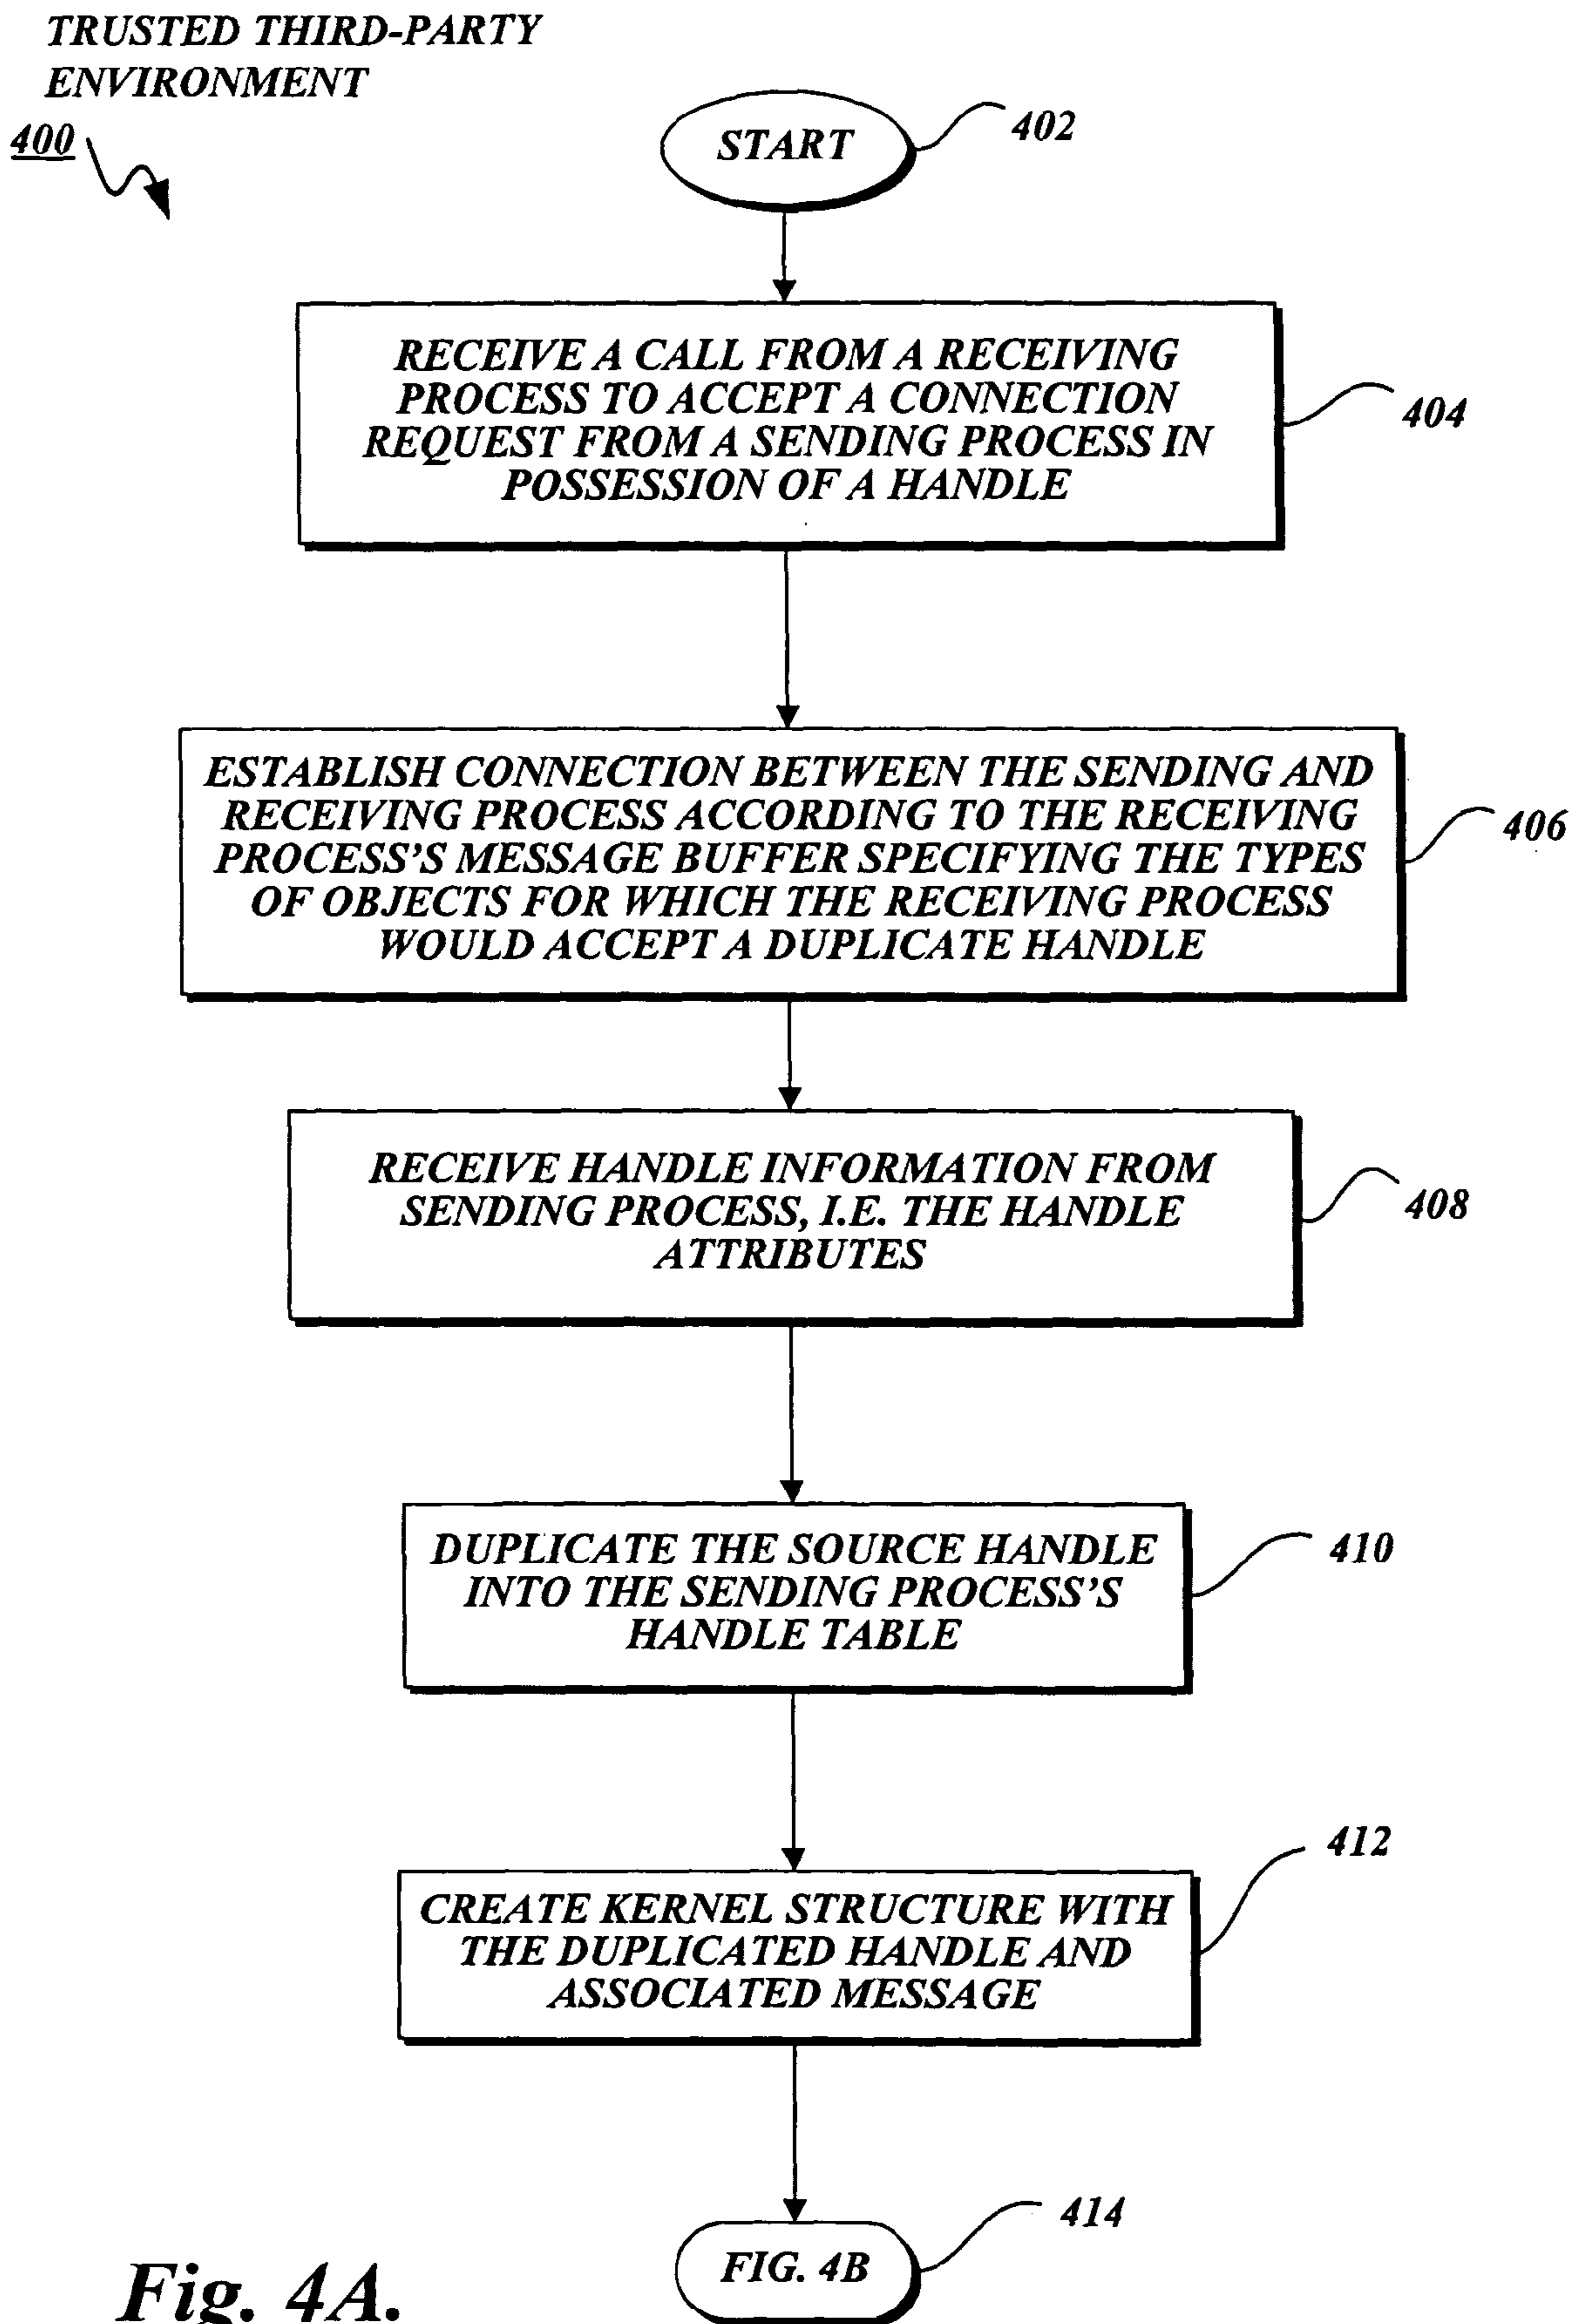 TRUSTED THIRD-PARTY
ENVIRONMENT
400
START
402
RECEIVE A CALL FROM A RECEIVING
PROCESS TO ACCEPT A CONNECTION
REQUEST FROM A SENDING PROCESS IN
POSSESSION OF A HANDLE
404
ESTABLISH CONNECTION BETWEEN THE SENDING AND
RECEIVING PROCESS ACCORDING TO THE RECEIVING
PROCESS'S MESSAGE BUFFER SPECIFYING THE TYPES
OF OBJECTS FOR WHICH THE RECEIVING PROCESS
WOULD ACCEPT A DUPLICATE HANDLE
406
RECEIVE HANDLE INFORMATION FROM
SENDING PROCESS, I.E. THE HANDLE
ATTRIBUTES
408
DUPLICATE THE SOURCE HANDLE
INTO THE SENDING PROCESS'S
HANDLE TABLE
410
CREATE KERNEL STRUCTURE WITH
THE DUPLICATED HANDLE AND
ASSOCIATED MESSAGE
412
FIG. 4B
414
Fig. 4A.